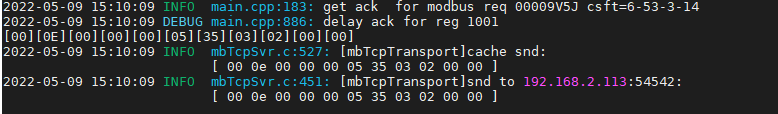 2022-05-09 15:10:09 INFO  main.cpp:183: get ack  for modbus req 00009V5J csft=6-53-3-14
2022-05-09 15:10:09 DEBUG main.cpp:886: delay ack for reg 1001
[00][0E][00][00][00][05][35][03][02][00][00]
2022-05-09 15:10:09 INFO  mbTcpSvr.c:527: [mbTcpTransport]cache snd:
[ 00 0e 00 00 00 05 35 03 02 00 00 ]
2022-05-09 15:10:09 INFO  mbTcpSvr.c:451: [mbTcpTransport]snd to 192.168.2.113:54542:
[ 00 0e 00 00 00 05 35 03 02 00 00 ]